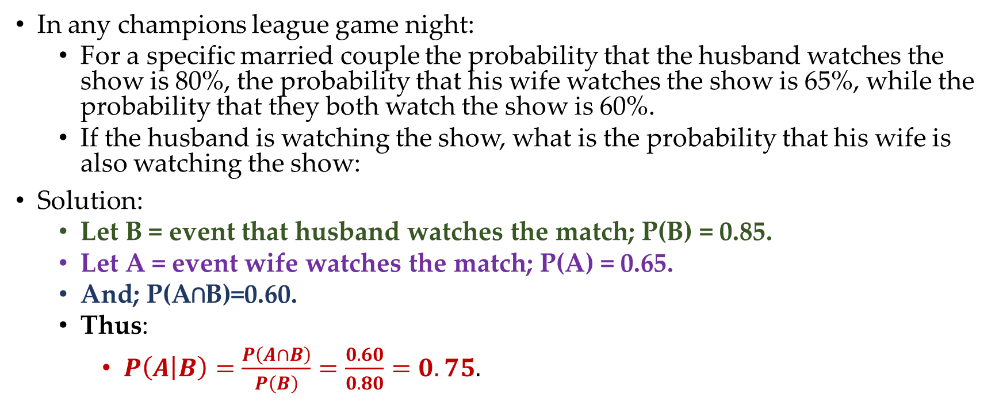 • In any champions league game night:
• For a specific married couple the probability that the husband watches the
show is 80%, the probability that his wife watches the show is 65%, while the
probability that they both watch the show is 60%.
• If the husband is watching the show, what is the probability that his wife is
also watching the show:
• Solution:
• Let B = event that husband watches the match; P(B) = 0.85.
• Let A = event wife watches the match; P(A) = 0.65.
• And; P(A∩B)=0.60.
• Thus:
• P(A|B) = P(A∩B)/P(B) = 0.60/0.80 = 0.75.